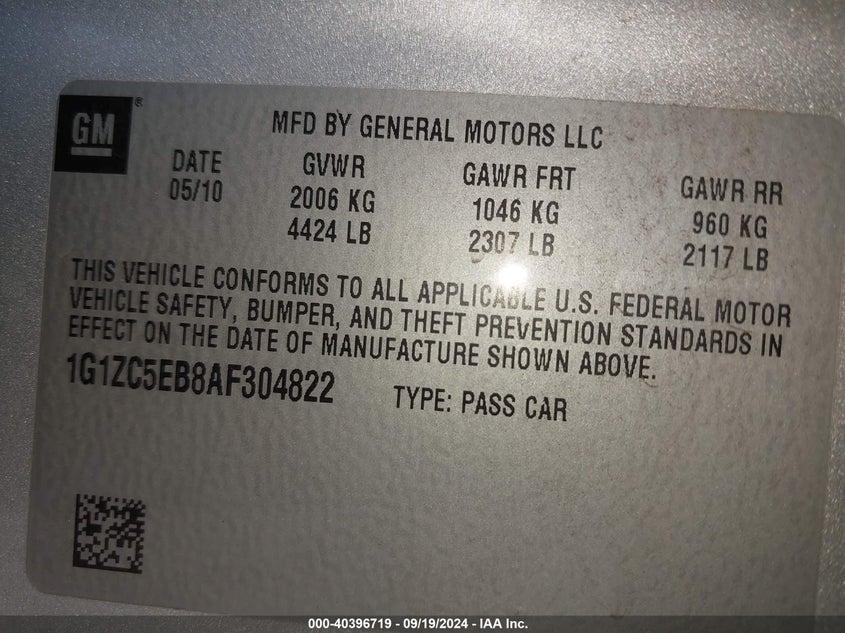 GM®
MFD BY GENERAL MOTORS LLC
DATE GVWR GAWR FRT GAWR RR
05/10 2006 KG 1046 KG 960 KG
4424 LB 2307 LB 2117 LB
THIS VEHICLE CONFORMS TO ALL APPLICABLE U.S. FEDERAL MOTOR
VEHICLE SAFETY, BUMPER, AND THEFT PREVENTION STANDARDS IN
EFFECT ON THE DATE OF MANUFACTURE SHOWN ABOVE.
1G1ZC5EB8AF304822 TYPE: PASS CAR
000-40396719 - 09/19/2024 - IAA Inc.